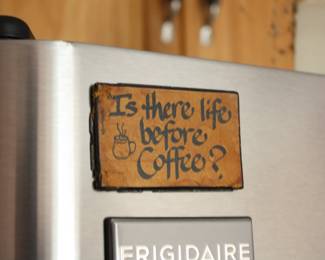 Is there life
before
Coffee?
FRIGIDAIRE